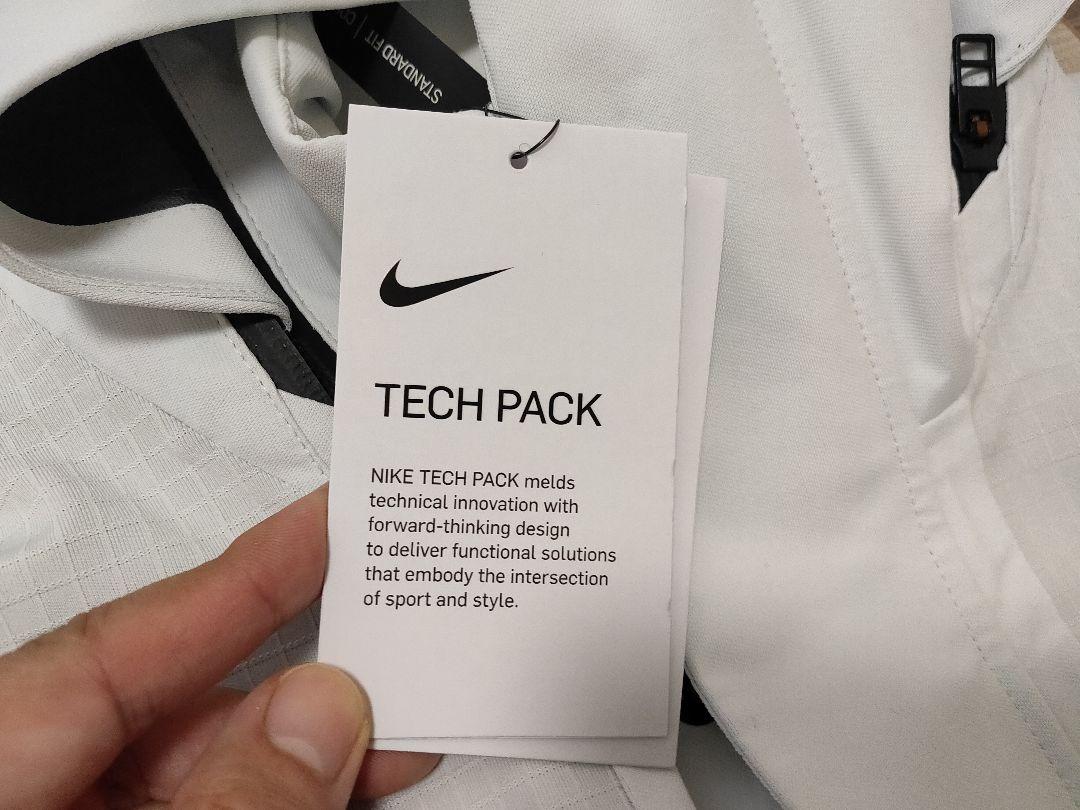 STANDARD FIT |
TECH PACK
NIKE TECH PACK melds
technical innovation with
forward-thinking design
to deliver functional solutions
that embody the intersection
of sport and style.